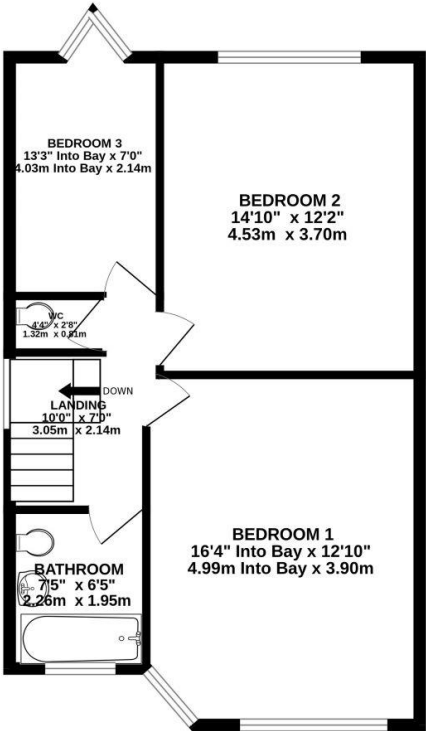 BEDROOM 3
13'3" Into Bay x 7'0"
4.03m Into Bay x 2.14m
BEDROOM 2
14'10" x 12'2"
4.53m x 3.70m
WC
4'4" x 2'8"
1.32m x 0.81m
DOWN
LANDING
10'0" x 7'0"
3.05m x 2.14m
BEDROOM 1
16'4" Into Bay x 12'10"
4.99m Into Bay x 3.90m
BATHROOM
7'5" x 6'5"
2.26m x 1.95m